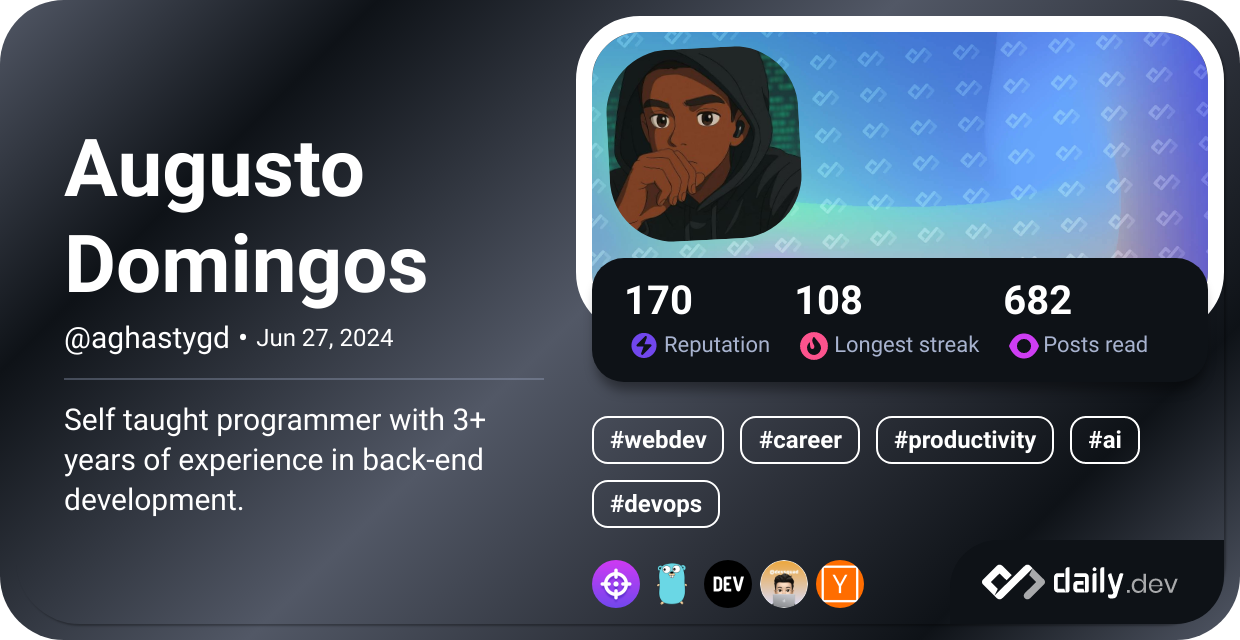 Augusto
Domingos
@aghastygd • Jun 27, 2024
Self taught programmer with 3+
years of experience in back-end
development.
170 108 682
Reputation Longest streak Posts read
#webdev #career #productivity #ai
#devops
DEV Y
daily.dev